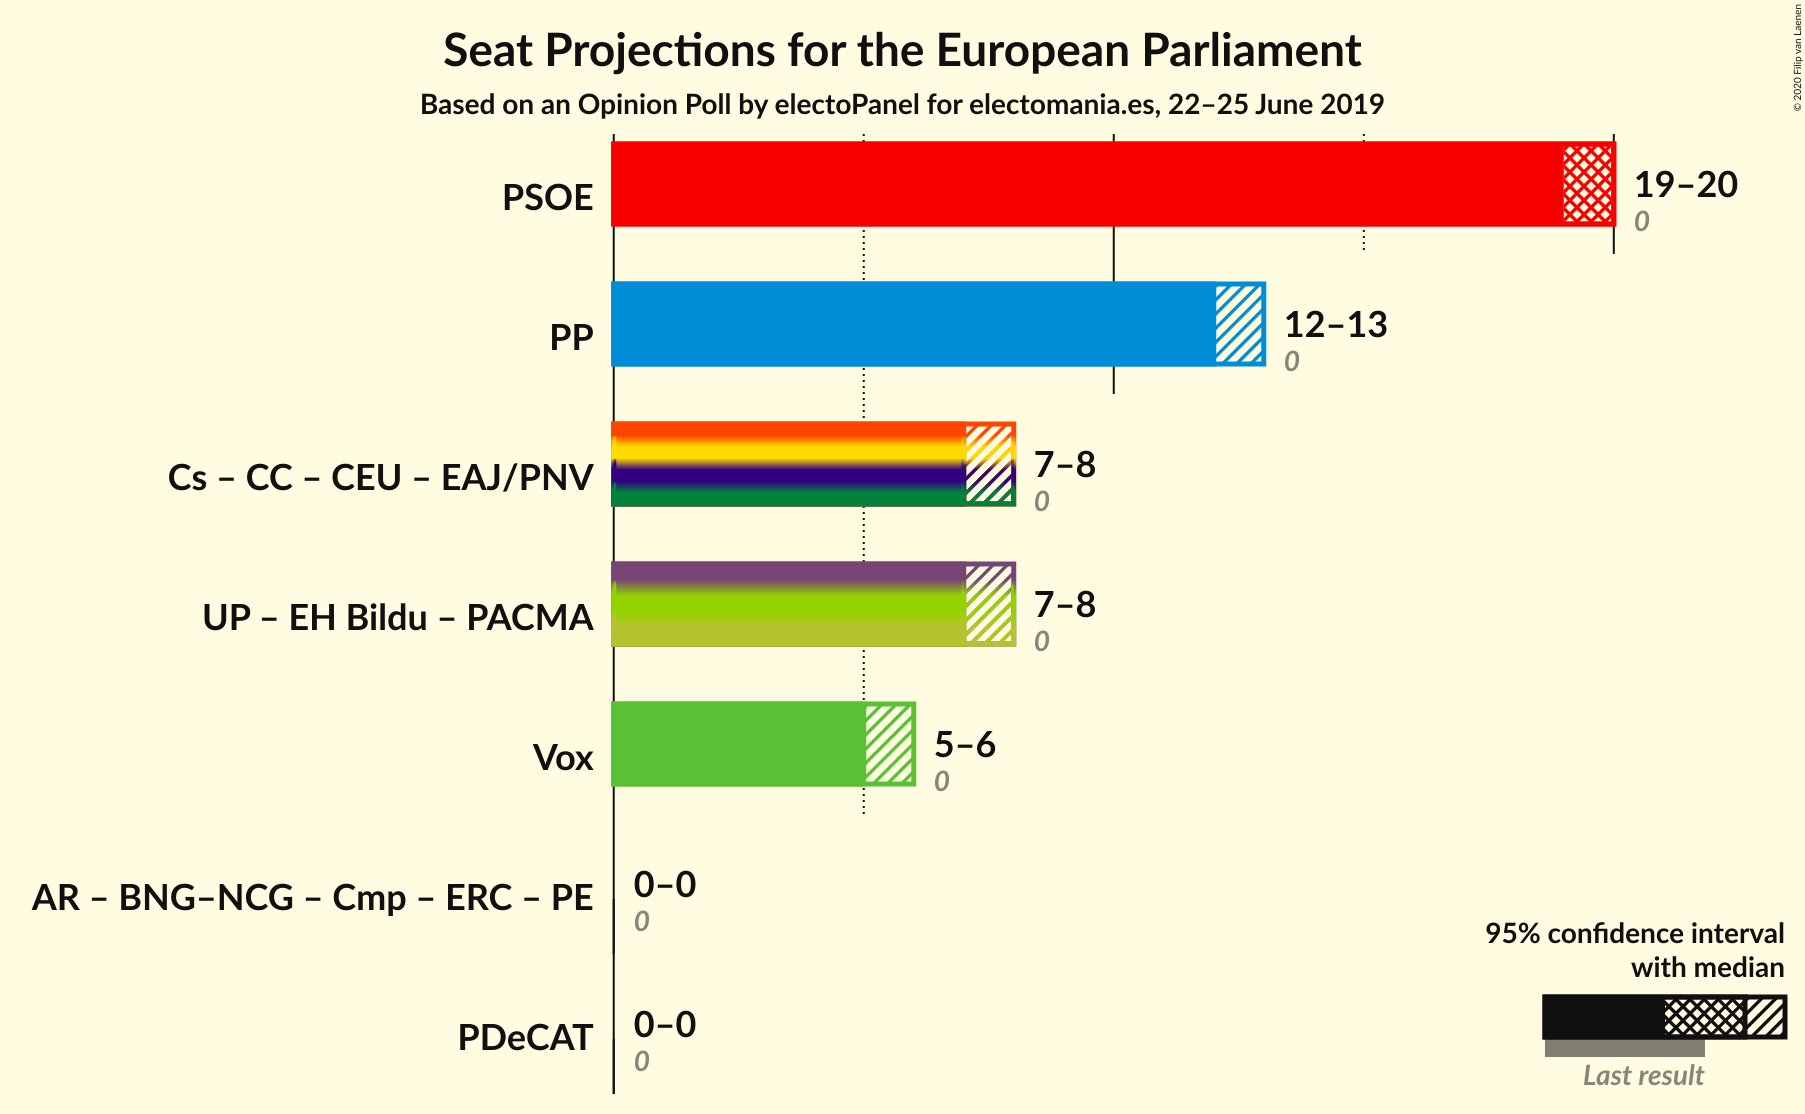 Seat Projections for the European Parliament
Based on an Opinion Poll by electoPanel for electomania.es, 22–25 June 2019
© 2020 Filip van Laenen
PSOE
19–20
0
PP
12–13
0
Cs – CC – CEU – EAJ/PNV
7–8
0
UP – EH Bildu – PACMA
7–8
0
Vox
5–6
0
AR – BNG–NCG – Cmp – ERC – PE
0–0
0
PDeCAT
0–0
0
95% confidence interval
with median
Last result